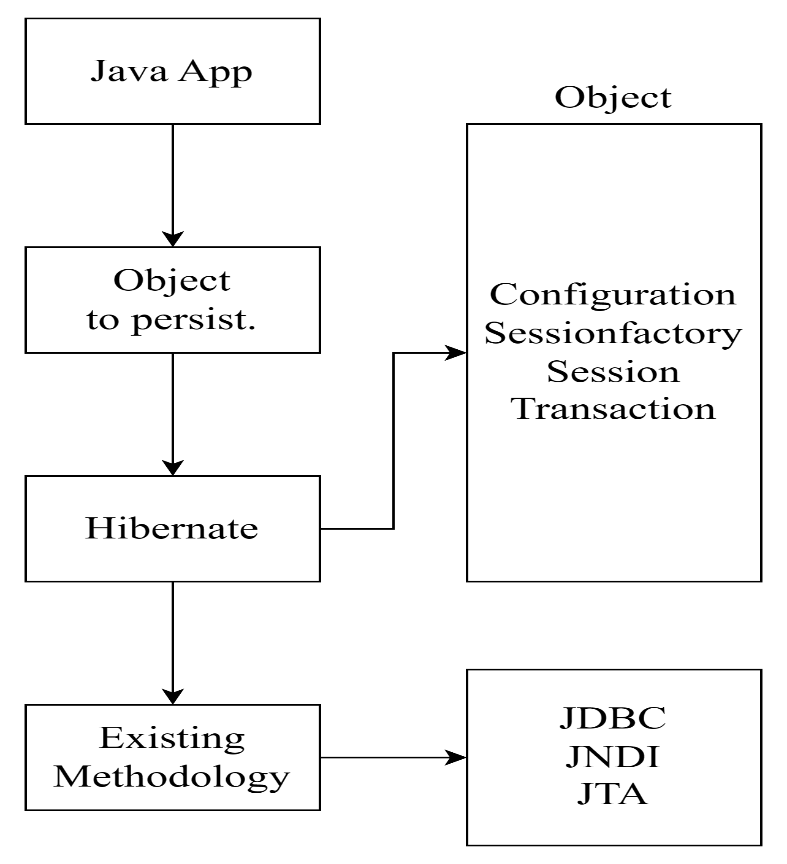 Java App
Object
Object
to persist.
Configuration
Sessionfactory
Session
Transaction
Hibernate
Existing
Methodology
JDBC
JNDI
JTA